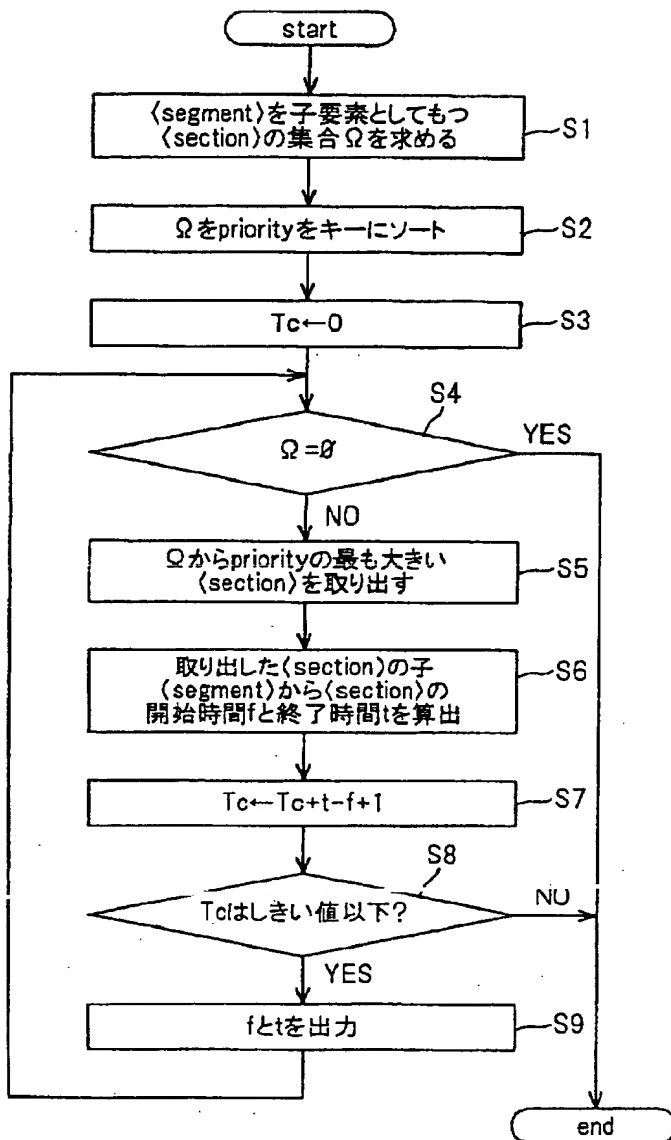 start
〈segment〉を子要素としてもつ
〈section〉の集合Ωを求める
S1
Ωをpriorityをキーにソート
S2
Tc←0
S3
S4
Ω=∅
YES
NO
Ωからpriorityの最も大きい
〈section〉を取り出す
S5
取り出した〈section〉の子
〈segment〉から〈section〉の
開始時間fと終了時間tを算出
S6
Tc←Tc+t-f+1
S7
S8
Tcはしきい値以下?
NO
YES
fとtを出力
S9
end